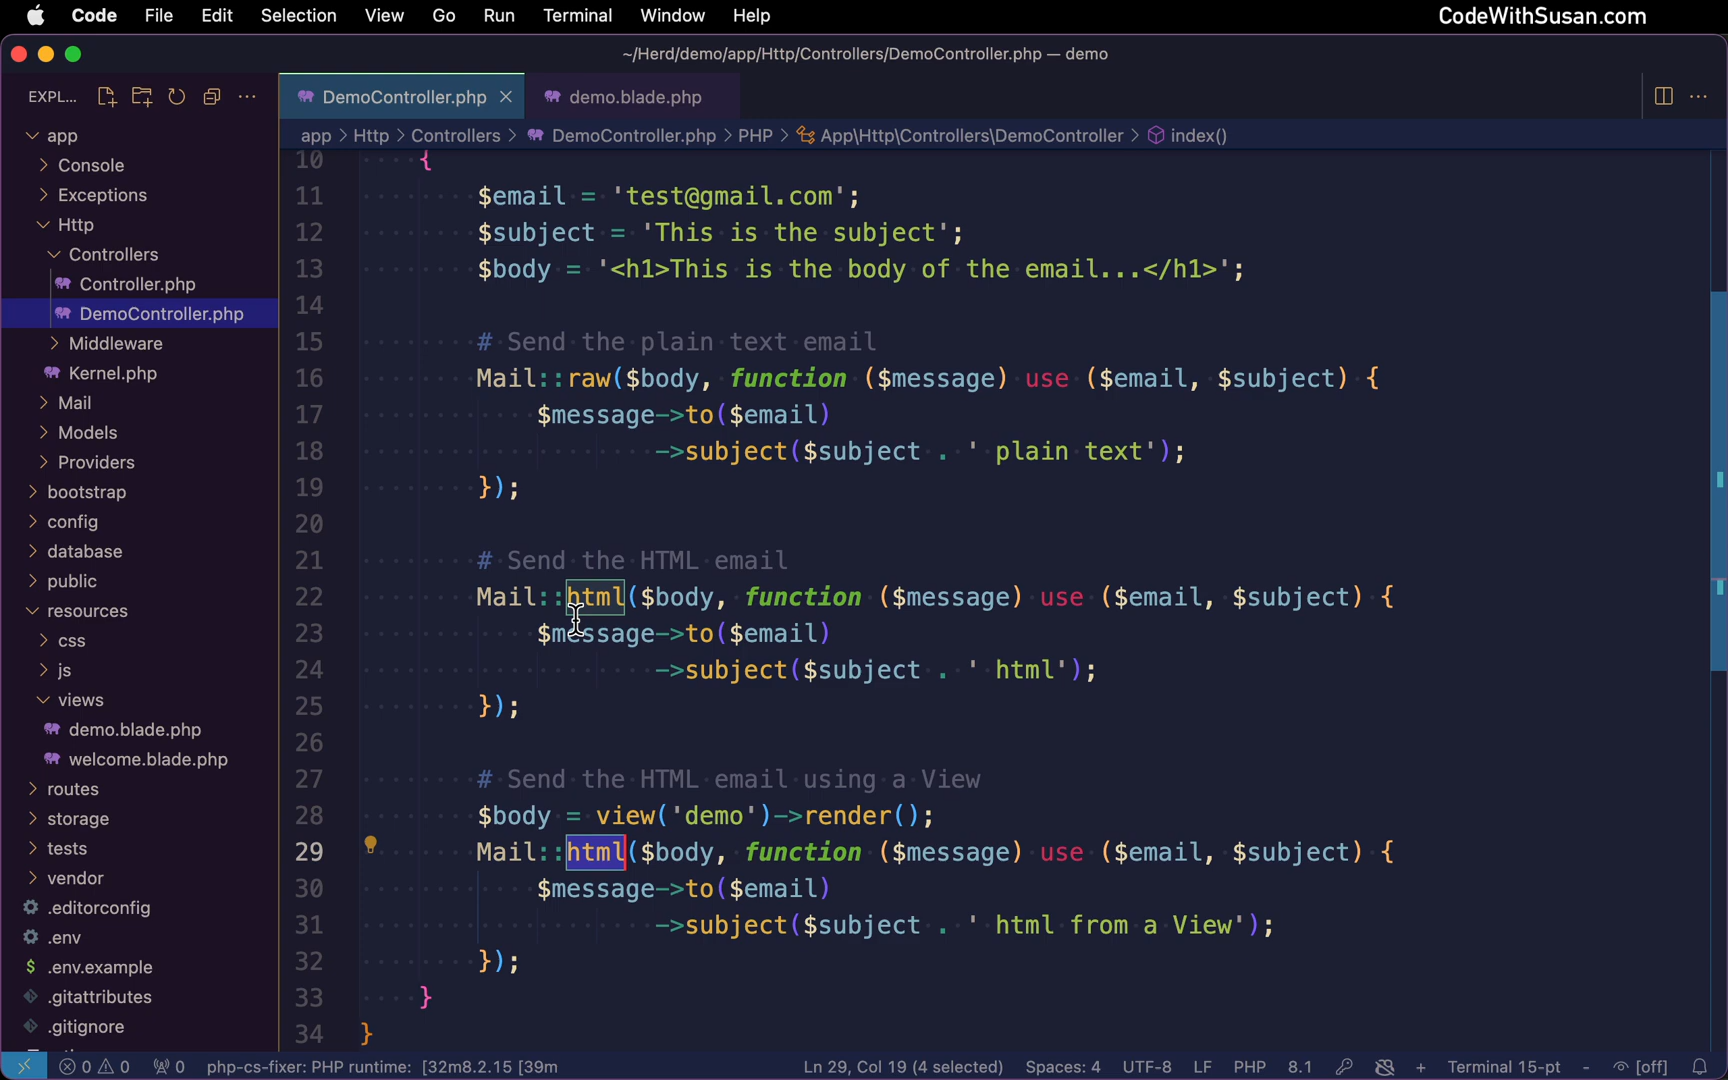 Code File Edit Selection View Go Run Terminal Window Help CodeWithSusan.com
~/Herd/demo/app/Http/Controllers/DemoController.php — demo
EXPL...
DemoController.php
demo.blade.php
app > Http > Controllers > DemoController.php > PHP > App\Http\Controllers\DemoController > index()
app
Console
Exceptions
Http
Controllers
Controller.php
DemoController.php
Middleware
Kernel.php
Mail
Models
Providers
bootstrap
config
database
public
resources
css
js
views
demo.blade.php
welcome.blade.php
routes
storage
tests
vendor
.editorconfig
.env
$ .env.example
.gitattributes
.gitignore
10 {
11 $email = 'test@gmail.com';
12 $subject = 'This is the subject';
13 $body = '<h1>This is the body of the email...</h1>';
14
15 # Send the plain text email
16 Mail::raw($body, function ($message) use ($email, $subject) {
17 $message->to($email)
18 ->subject($subject . ' plain text');
19 });
20
21 # Send the HTML email
22 Mail::html($body, function ($message) use ($email, $subject) {
23 $message->to($email)
24 ->subject($subject . ' html');
25 });
26
27 # Send the HTML email using a View
28 $body = view('demo')->render();
29 Mail::html($body, function ($message) use ($email, $subject) {
30 $message->to($email)
31 ->subject($subject . ' html from a View');
32 });
33 }
34 }
0 0 0 php-cs-fixer: PHP runtime: [32m8.2.15 [39m Ln 29, Col 19 (4 selected) Spaces: 4 UTF-8 LF PHP 8.1 + Terminal 15-pt - [off]